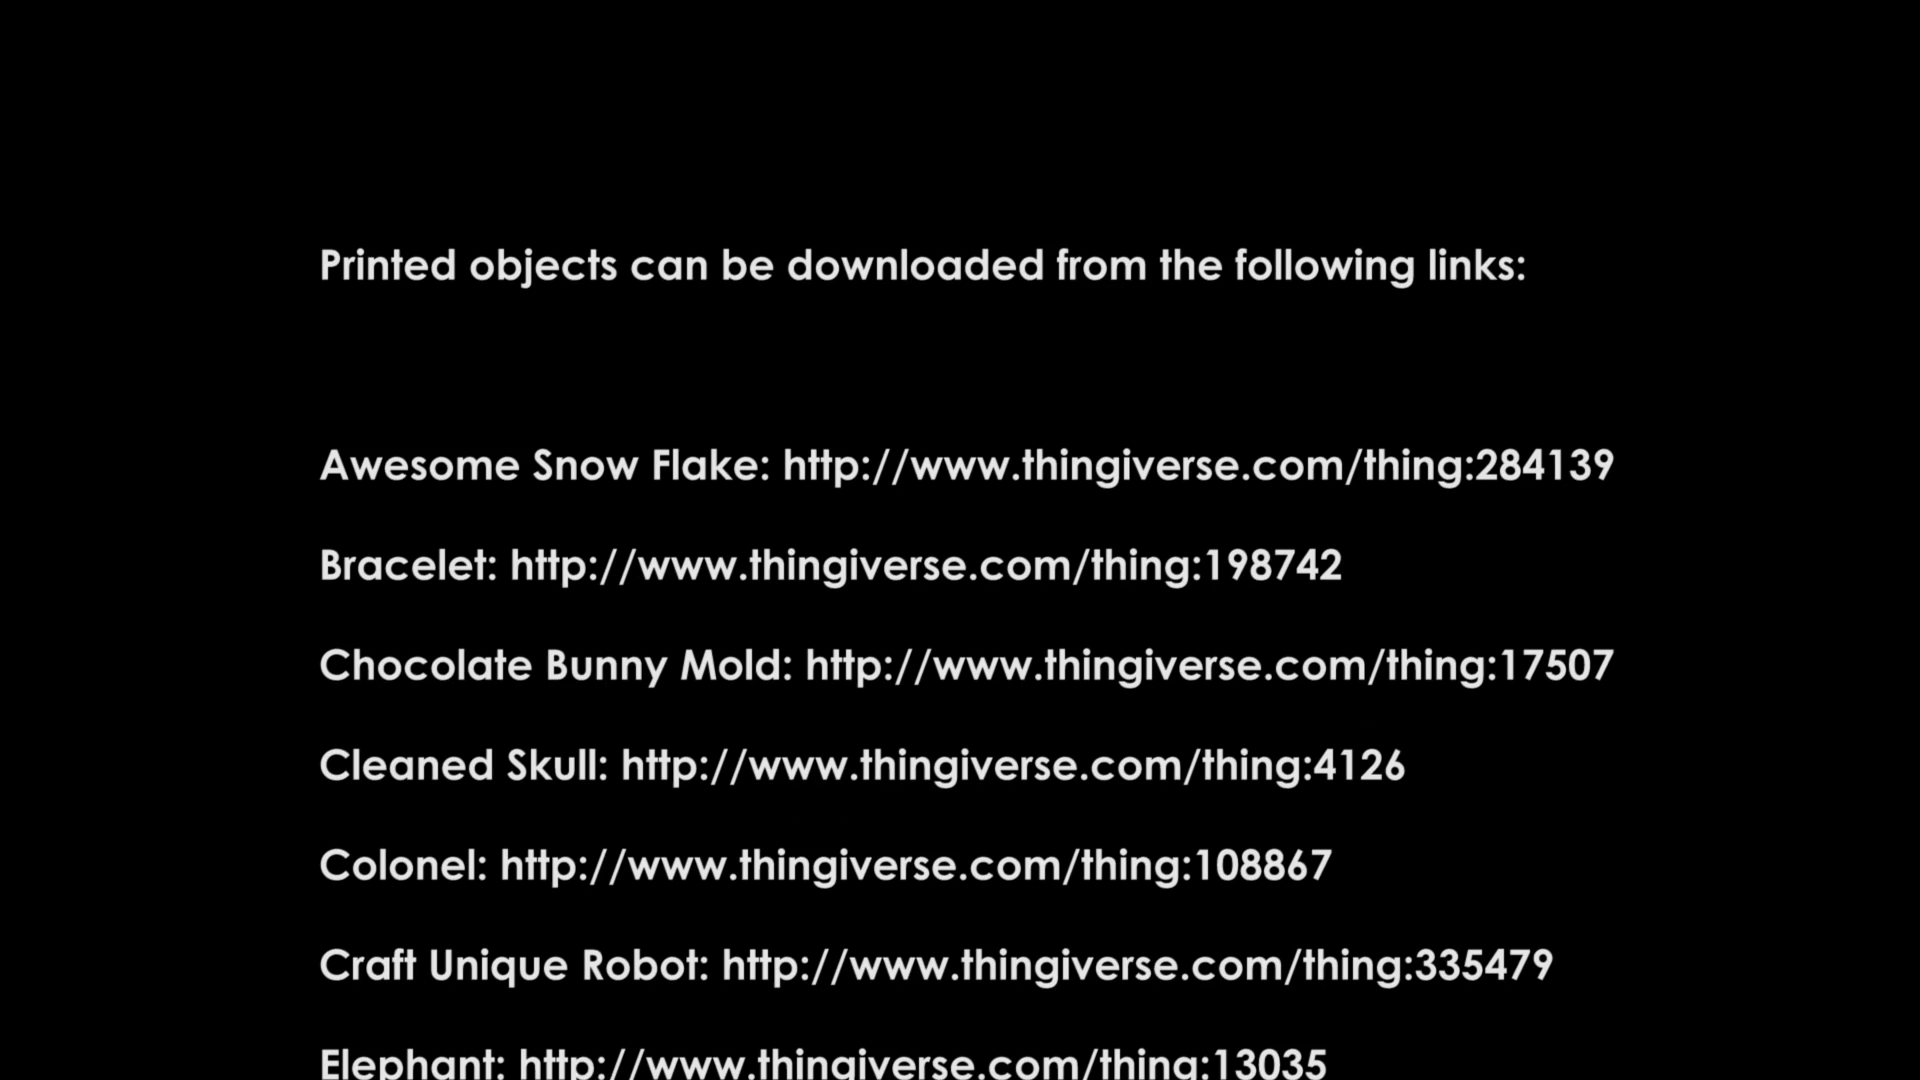 Printed objects can be downloaded from the following links:
Awesome Snow Flake: http://www.thingiverse.com/thing:284139
Bracelet: http://www.thingiverse.com/thing:198742
Chocolate Bunny Mold: http://www.thingiverse.com/thing:17507
Cleaned Skull: http://www.thingiverse.com/thing:4126
Colonel: http://www.thingiverse.com/thing:108867
Craft Unique Robot: http://www.thingiverse.com/thing:335479
Elephant: http://www.thingiverse.com/thing:13035